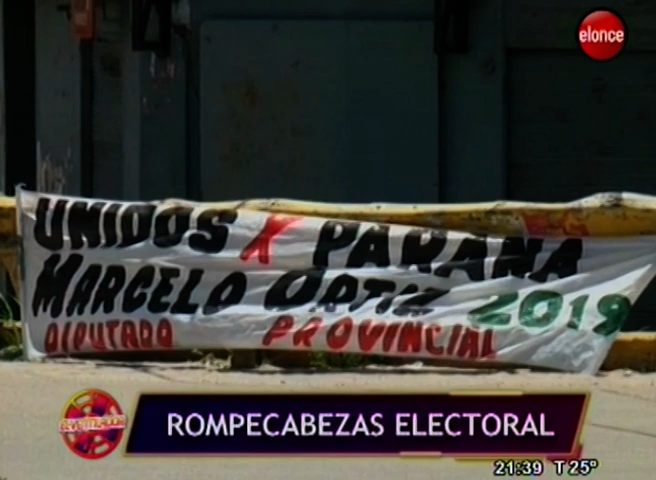 elonce
UNIDOS X PARANA
MARCELO ORTIZ 2019
DIPUTADO PROVINCIAL
ROMPECABEZAS ELECTORAL
21:39 T 25°